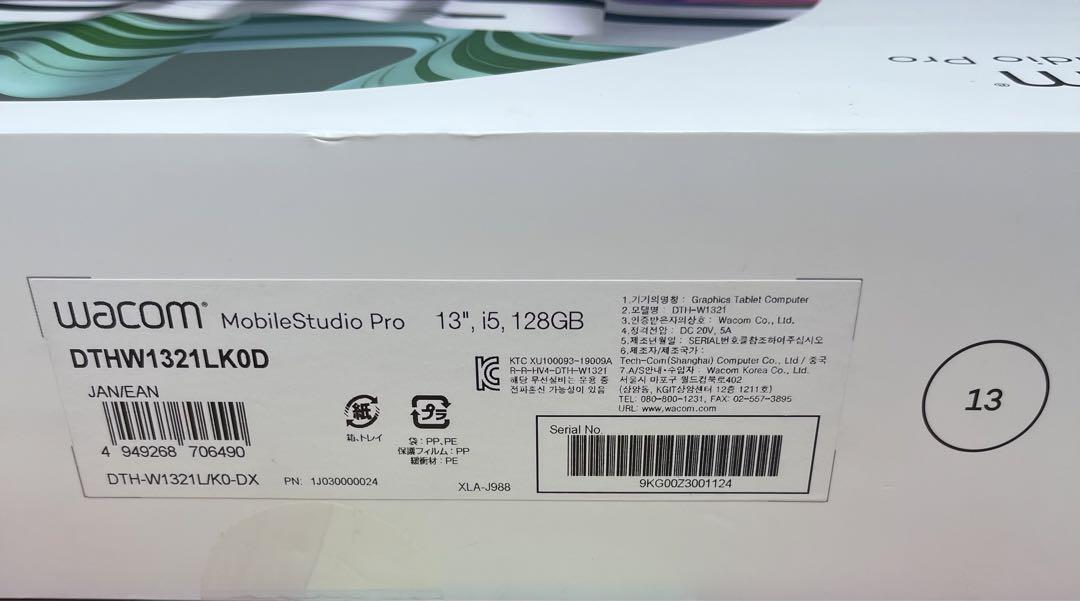 dio Pro
m®
wacom® MobileStudio Pro 13", i5, 128GB
DTHW1321LK0D
JAN/EAN
4 949268 706490
DTH-W1321L/K0-DX PN: 1J030000024
紙
箱、トレイ
プラ
袋 : PP, PE
保護フィルム : PP
緩衝材 : PE
XLA-J988
KTC XU100093-19009A
R-R-HV4-DTH-W1321
해당 무선설비는 운용 중
전파혼신 가능성이 있음
1.기기의명칭 : Graphics Tablet Computer
2.모델명 : DTH-W1321
3.인증받은자의상호 : Wacom Co., Ltd.
4.정격전압 : DC 20V, 5A
5.제조년월일 : SERIAL번호를참조하여주십시오
6.제조자/제조국가 :
Tech-Com(Shanghai) Computer Co., Ltd / 중국
7.A/S안내·수입자 : Wacom Korea Co., Ltd.
서울시 마포구 월드컵북로402
(상암동, KGIT상암센터 12층 1211호)
TEL: 080-800-1231, FAX: 02-557-3895
URL: www.wacom.com
Serial No.
9KG00Z3001124
13